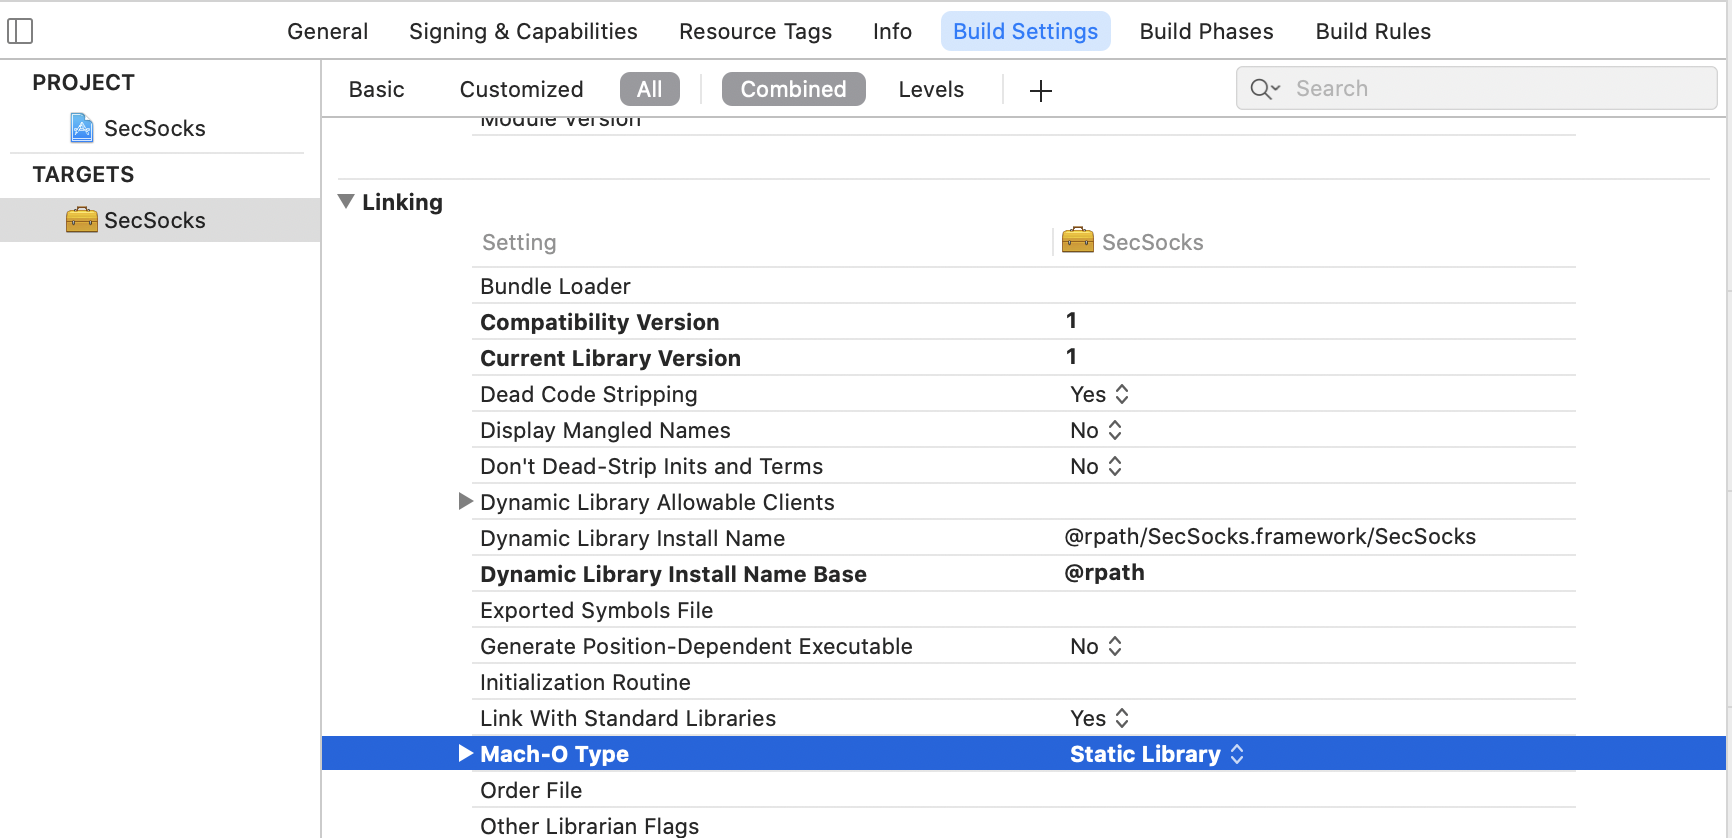 General Signing & Capabilities Resource Tags Info Build Settings Build Phases Build Rules
PROJECT
SecSocks
TARGETS
SecSocks
Basic Customized All Combined Levels + Search
Module Version
Linking
Setting SecSocks
Bundle Loader
Compatibility Version 1
Current Library Version 1
Dead Code Stripping Yes
Display Mangled Names No
Don't Dead-Strip Inits and Terms No
Dynamic Library Allowable Clients
Dynamic Library Install Name @rpath/SecSocks.framework/SecSocks
Dynamic Library Install Name Base @rpath
Exported Symbols File
Generate Position-Dependent Executable No
Initialization Routine
Link With Standard Libraries Yes
Mach-O Type Static Library
Order File
Other Librarian Flags